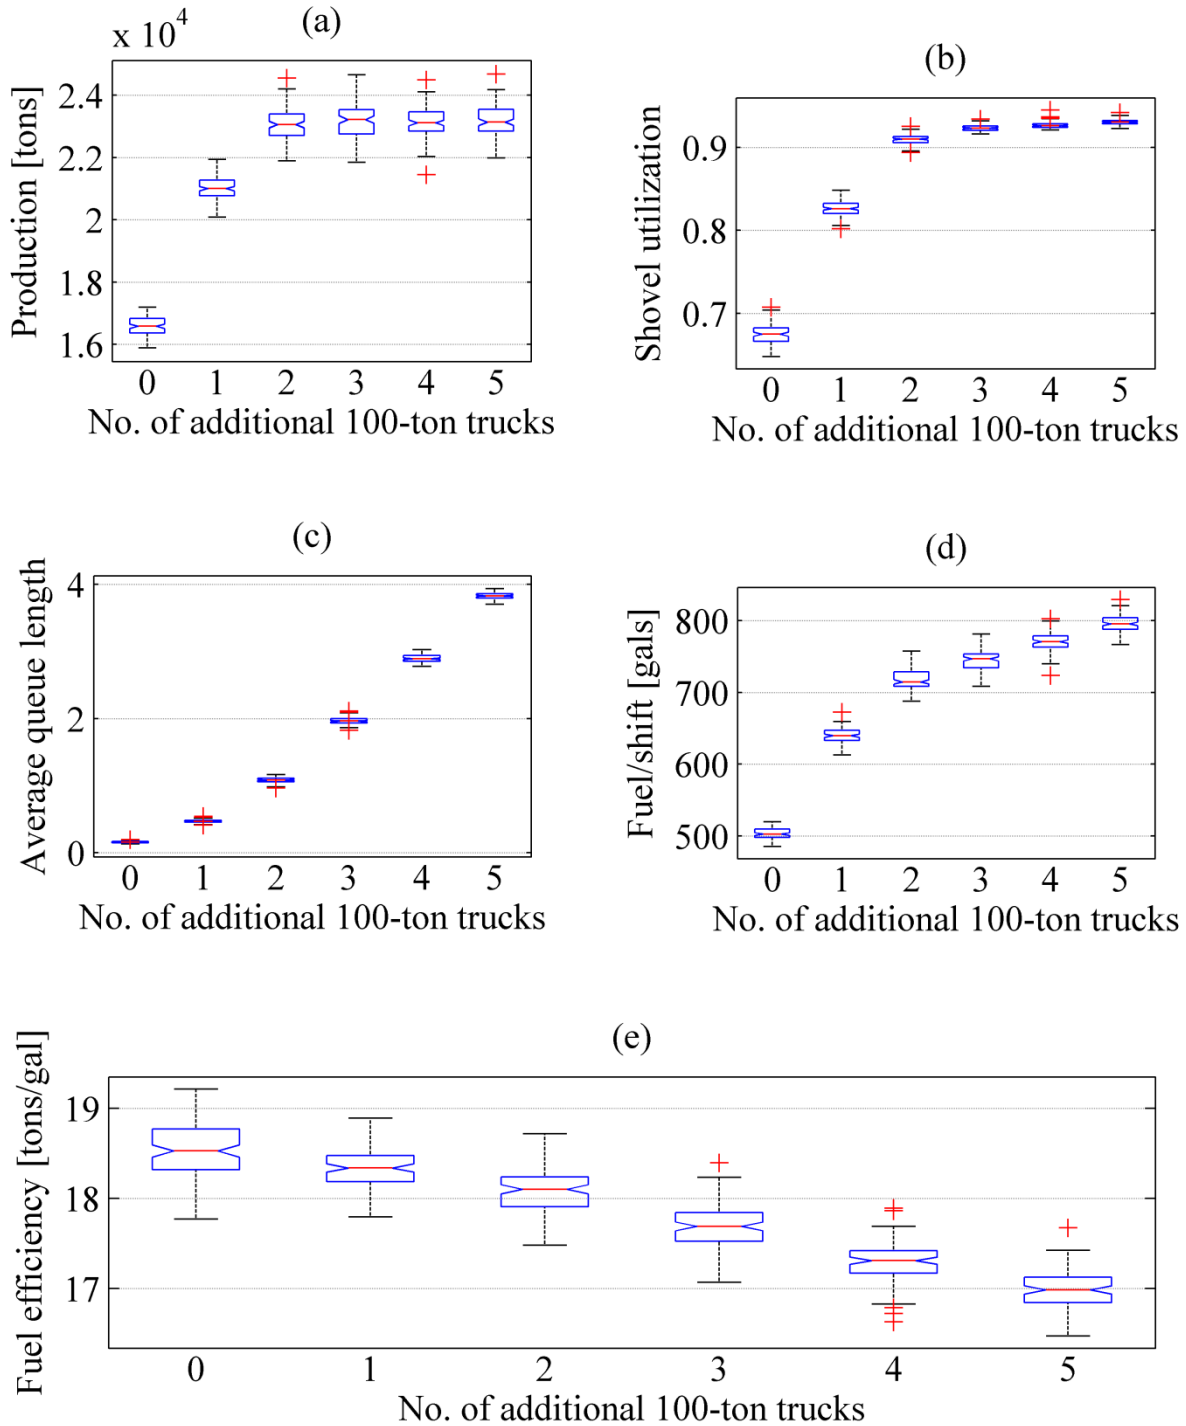 (a)
x 10^4
Production [tons]
2.4
2.2
2
1.8
1.6
0 1 2 3 4 5
No. of additional 100-ton trucks
(b)
Shovel utilization
0.9
0.8
0.7
0 1 2 3 4 5
No. of additional 100-ton trucks
(c)
Average queue length
4
2
0
0 1 2 3 4 5
No. of additional 100-ton trucks
(d)
Fuel/shift [gals]
800
700
600
500
0 1 2 3 4 5
No. of additional 100-ton trucks
(e)
Fuel efficiency [tons/gal]
19
18
17
0 1 2 3 4 5
No. of additional 100-ton trucks